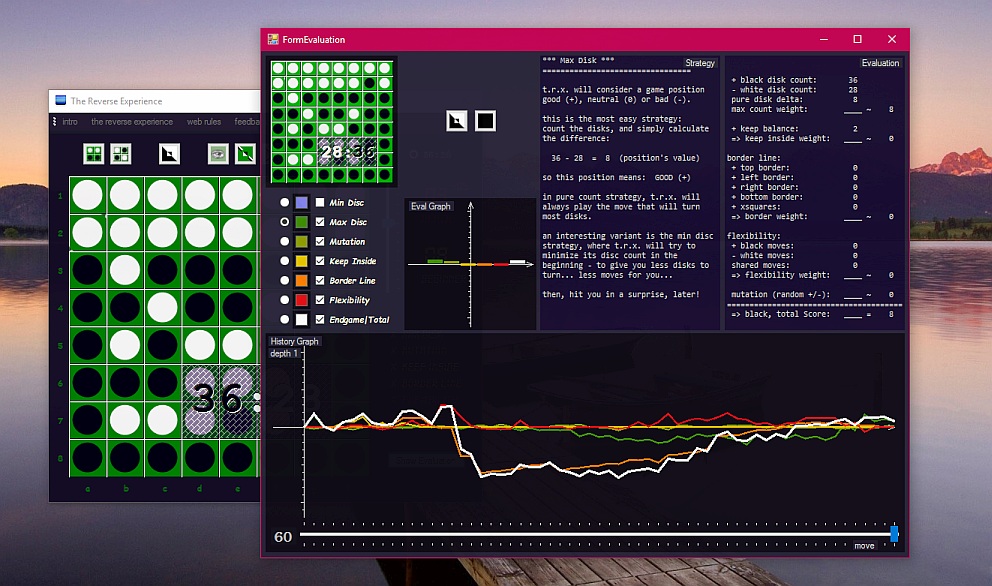 FormEvaluation
The Reverse Experience
intro the reverse experience web rules feedba
1
2
3
4
5
6
7
8
a b c d e
36:
28:36
Min Disc
Max Disc
Mutation
Keep Inside
Border Line
Flexibility
Endgame|Total
Eval Graph
Strategy
*** Max Disk ***
==================================
t.r.x. will consider a game position
good (+), neutral (0) or bad (-).
this is the most easy strategy:
count the disks, and simply calculate
the difference:
36 - 28 = 8 (position's value)
so this position means: GOOD (+)
in pure count strategy, t.r.x. will
always play the move that will turn
most disks.
an interesting variant is the min disc
strategy, where t.r.x. will try to
minimize its disc count in the
beginning - to give you less disks to
turn... less moves for you...
then, hit you in a surprise, later!
Evaluation
+ black disk count: 36
- white disk count: 28
pure disk delta: 8
max count weight: ____ ~ 8
+ keep balance: 2
=> keep inside weight: ____ ~ 0
border line:
+ top border: 0
+ left border: 0
+ right border: 0
+ bottom border: 0
+ xsquares: 0
=> border weight: ____ ~ 0
flexibility:
+ black moves: 0
- white moves: 0
shared moves: 0
=> flexibility weight: ____ ~ 0
mutation (random +/-): ____ ~ 0
========================================
=> black, total Score: ____ = 8
History Graph
depth 1
60
move